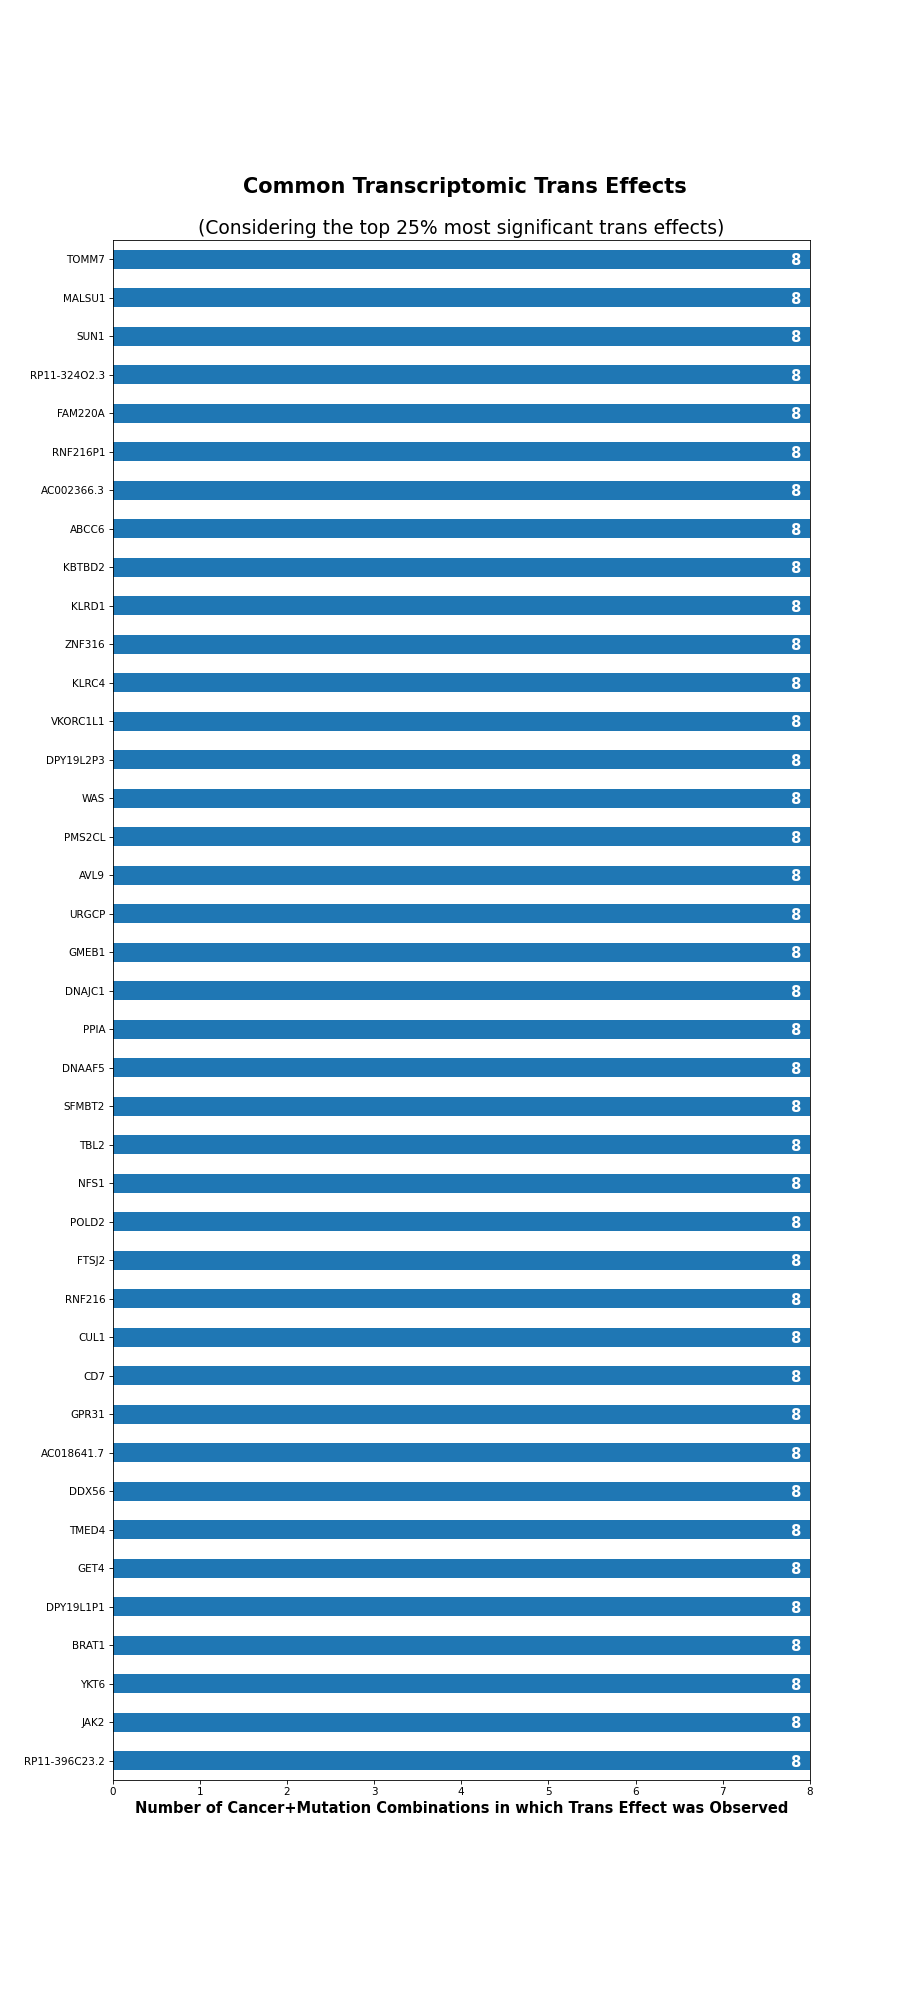 Common Transcriptomic Trans Effects
(Considering the top 25% most significant trans effects)
TOMM7 8
MALSU1 8
SUN1 8
RP11-324O2.3 8
FAM220A 8
RNF216P1 8
AC002366.3 8
ABCC6 8
KBTBD2 8
KLRD1 8
ZNF316 8
KLRC4 8
VKORC1L1 8
DPY19L2P3 8
WAS 8
PMS2CL 8
AVL9 8
URGCP 8
GMEB1 8
DNAJC1 8
PPIA 8
DNAAF5 8
SFMBT2 8
TBL2 8
NFS1 8
POLD2 8
FTSJ2 8
RNF216 8
CUL1 8
CD7 8
GPR31 8
AC018641.7 8
DDX56 8
TMED4 8
GET4 8
DPY19L1P1 8
BRAT1 8
YKT6 8
JAK2 8
RP11-396C23.2 8
0 1 2 3 4 5 6 7 8
Number of Cancer+Mutation Combinations in which Trans Effect was Observed